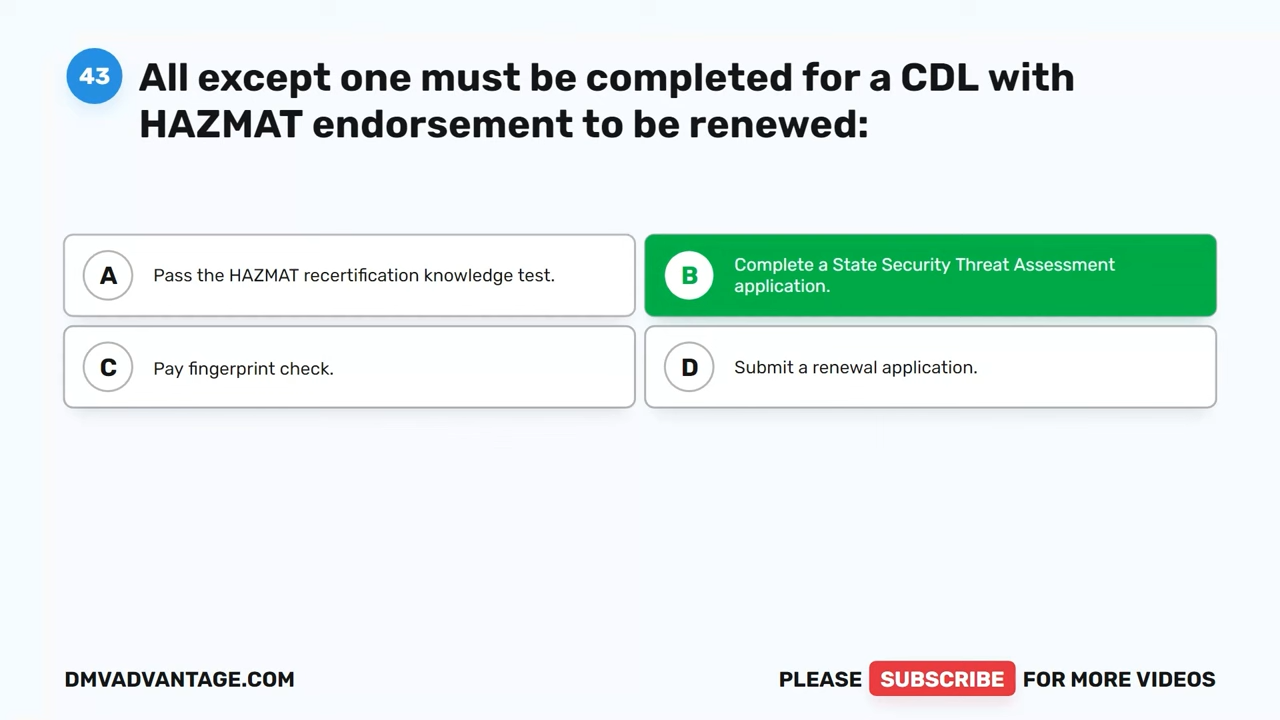 43 All except one must be completed for a CDL with
HAZMAT endorsement to be renewed:
A Pass the HAZMAT recertification knowledge test.
B Complete a State Security Threat Assessment
application.
C Pay fingerprint check.
D Submit a renewal application.
DMVADVANTAGE.COM
PLEASE SUBSCRIBE FOR MORE VIDEOS